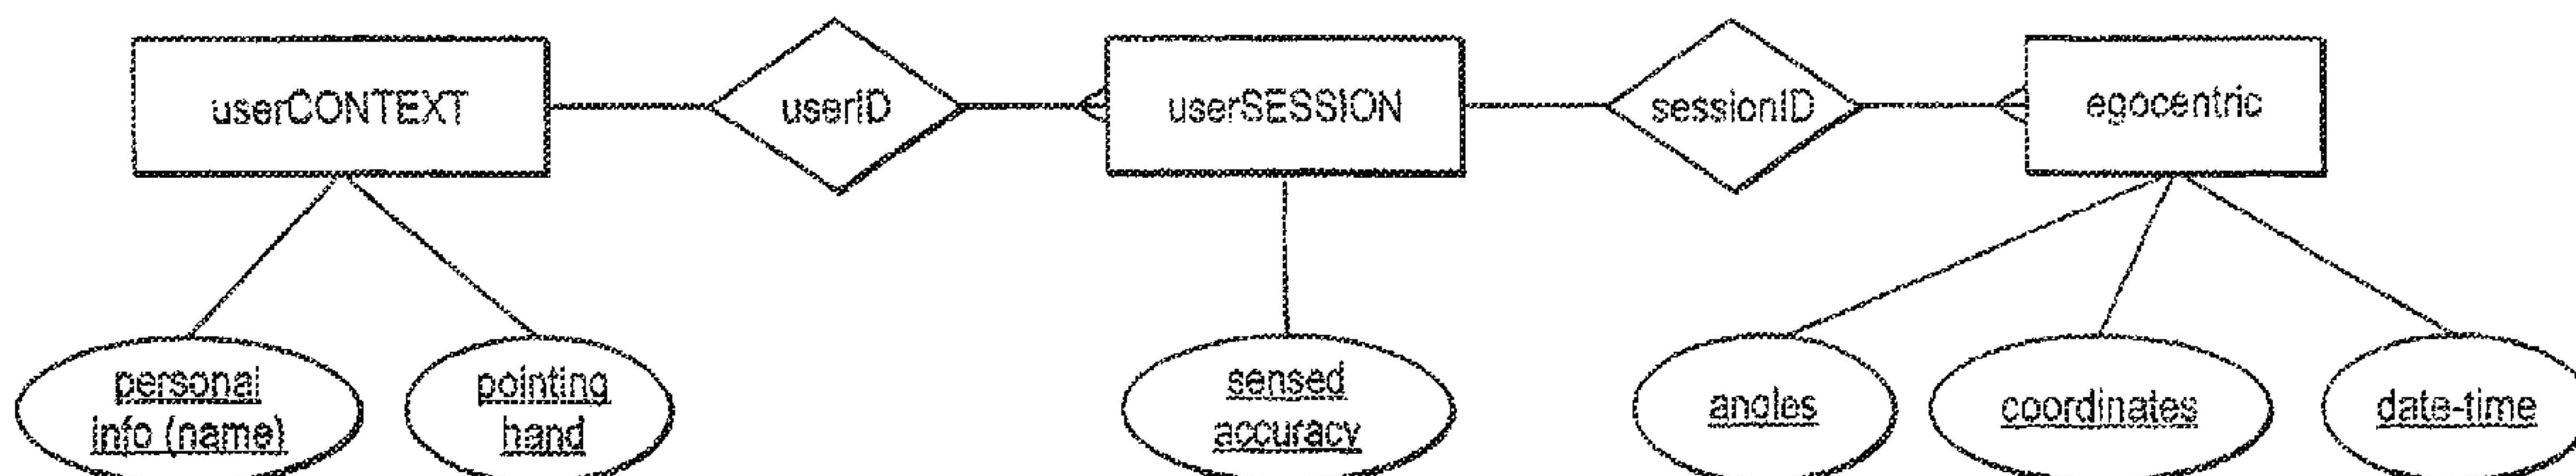 userCONTEXT
userID
userSESSION
sessionID
egocentric
personal
info (name)
pointing
hand
sensed
accuracy
angles
coordinates
date-time